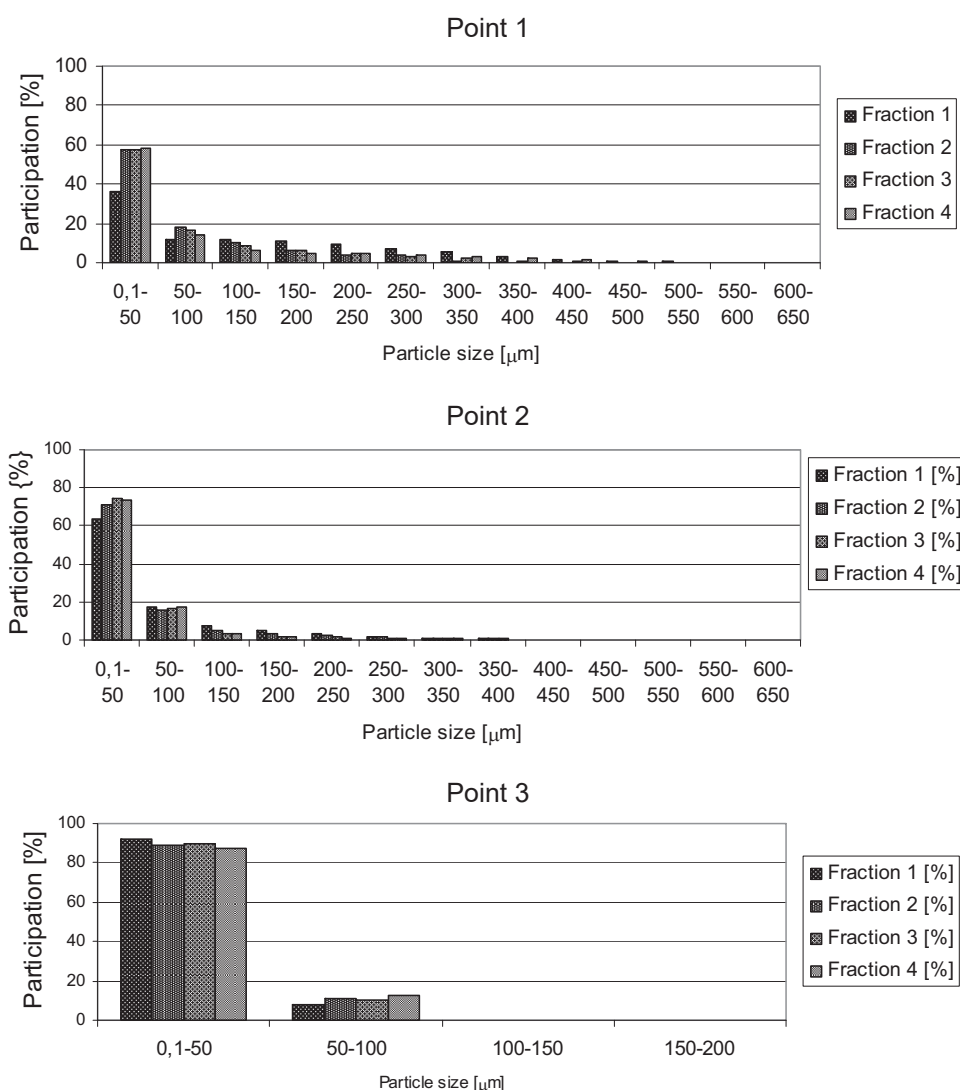 Point 1
Participation [%]
100
80
60
40
20
0
Fraction 1
Fraction 2
Fraction 3
Fraction 4
0,1- 50- 100- 150- 200- 250- 300- 350- 400- 450- 500- 550- 600-
50 100 150 200 250 300 350 400 450 500 550 600 650
Particle size [μm]
Point 2
Participation {%}
100
80
60
40
20
0
Fraction 1 [%]
Fraction 2 [%]
Fraction 3 [%]
Fraction 4 [%]
0,1- 50- 100- 150- 200- 250- 300- 350- 400- 450- 500- 550- 600-
50 100 150 200 250 300 350 400 450 500 550 600 650
Particle size [μm]
Point 3
Participation [%]
100
80
60
40
20
0
Fraction 1 [%]
Fraction 2 [%]
Fraction 3 [%]
Fraction 4 [%]
0,1-50 50-100 100-150 150-200
Particle size [μm]